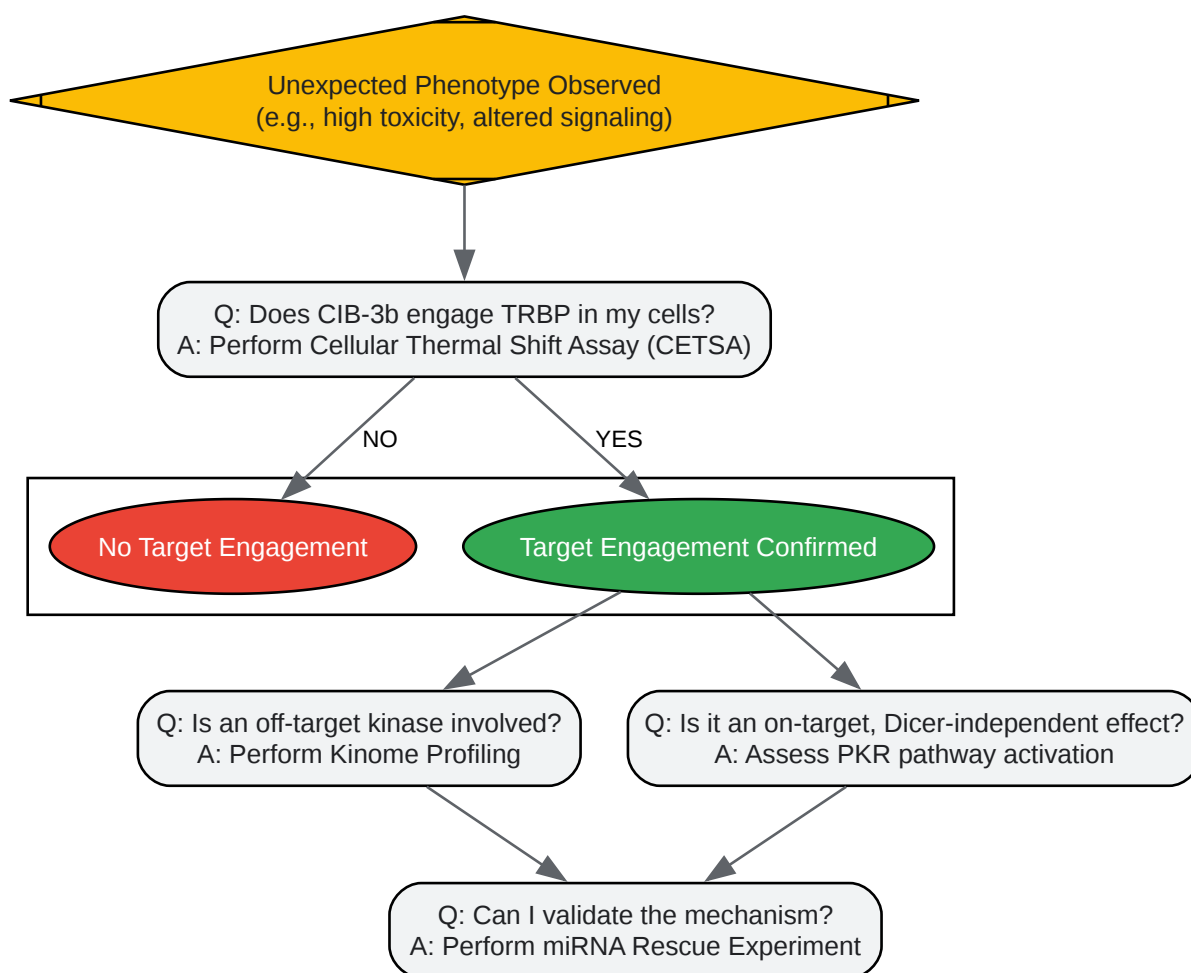 Unexpected Phenotype Observed
(e.g., high toxicity, altered signaling)
Q: Does CIB-3b engage TRBP in my cells?
A: Perform Cellular Thermal Shift Assay (CETSA)
NO
YES
No Target Engagement
Target Engagement Confirmed
Q: Is an off-target kinase involved?
A: Perform Kinome Profiling
Q: Is it an on-target, Dicer-independent effect?
A: Assess PKR pathway activation
Q: Can I validate the mechanism?
A: Perform miRNA Rescue Experiment